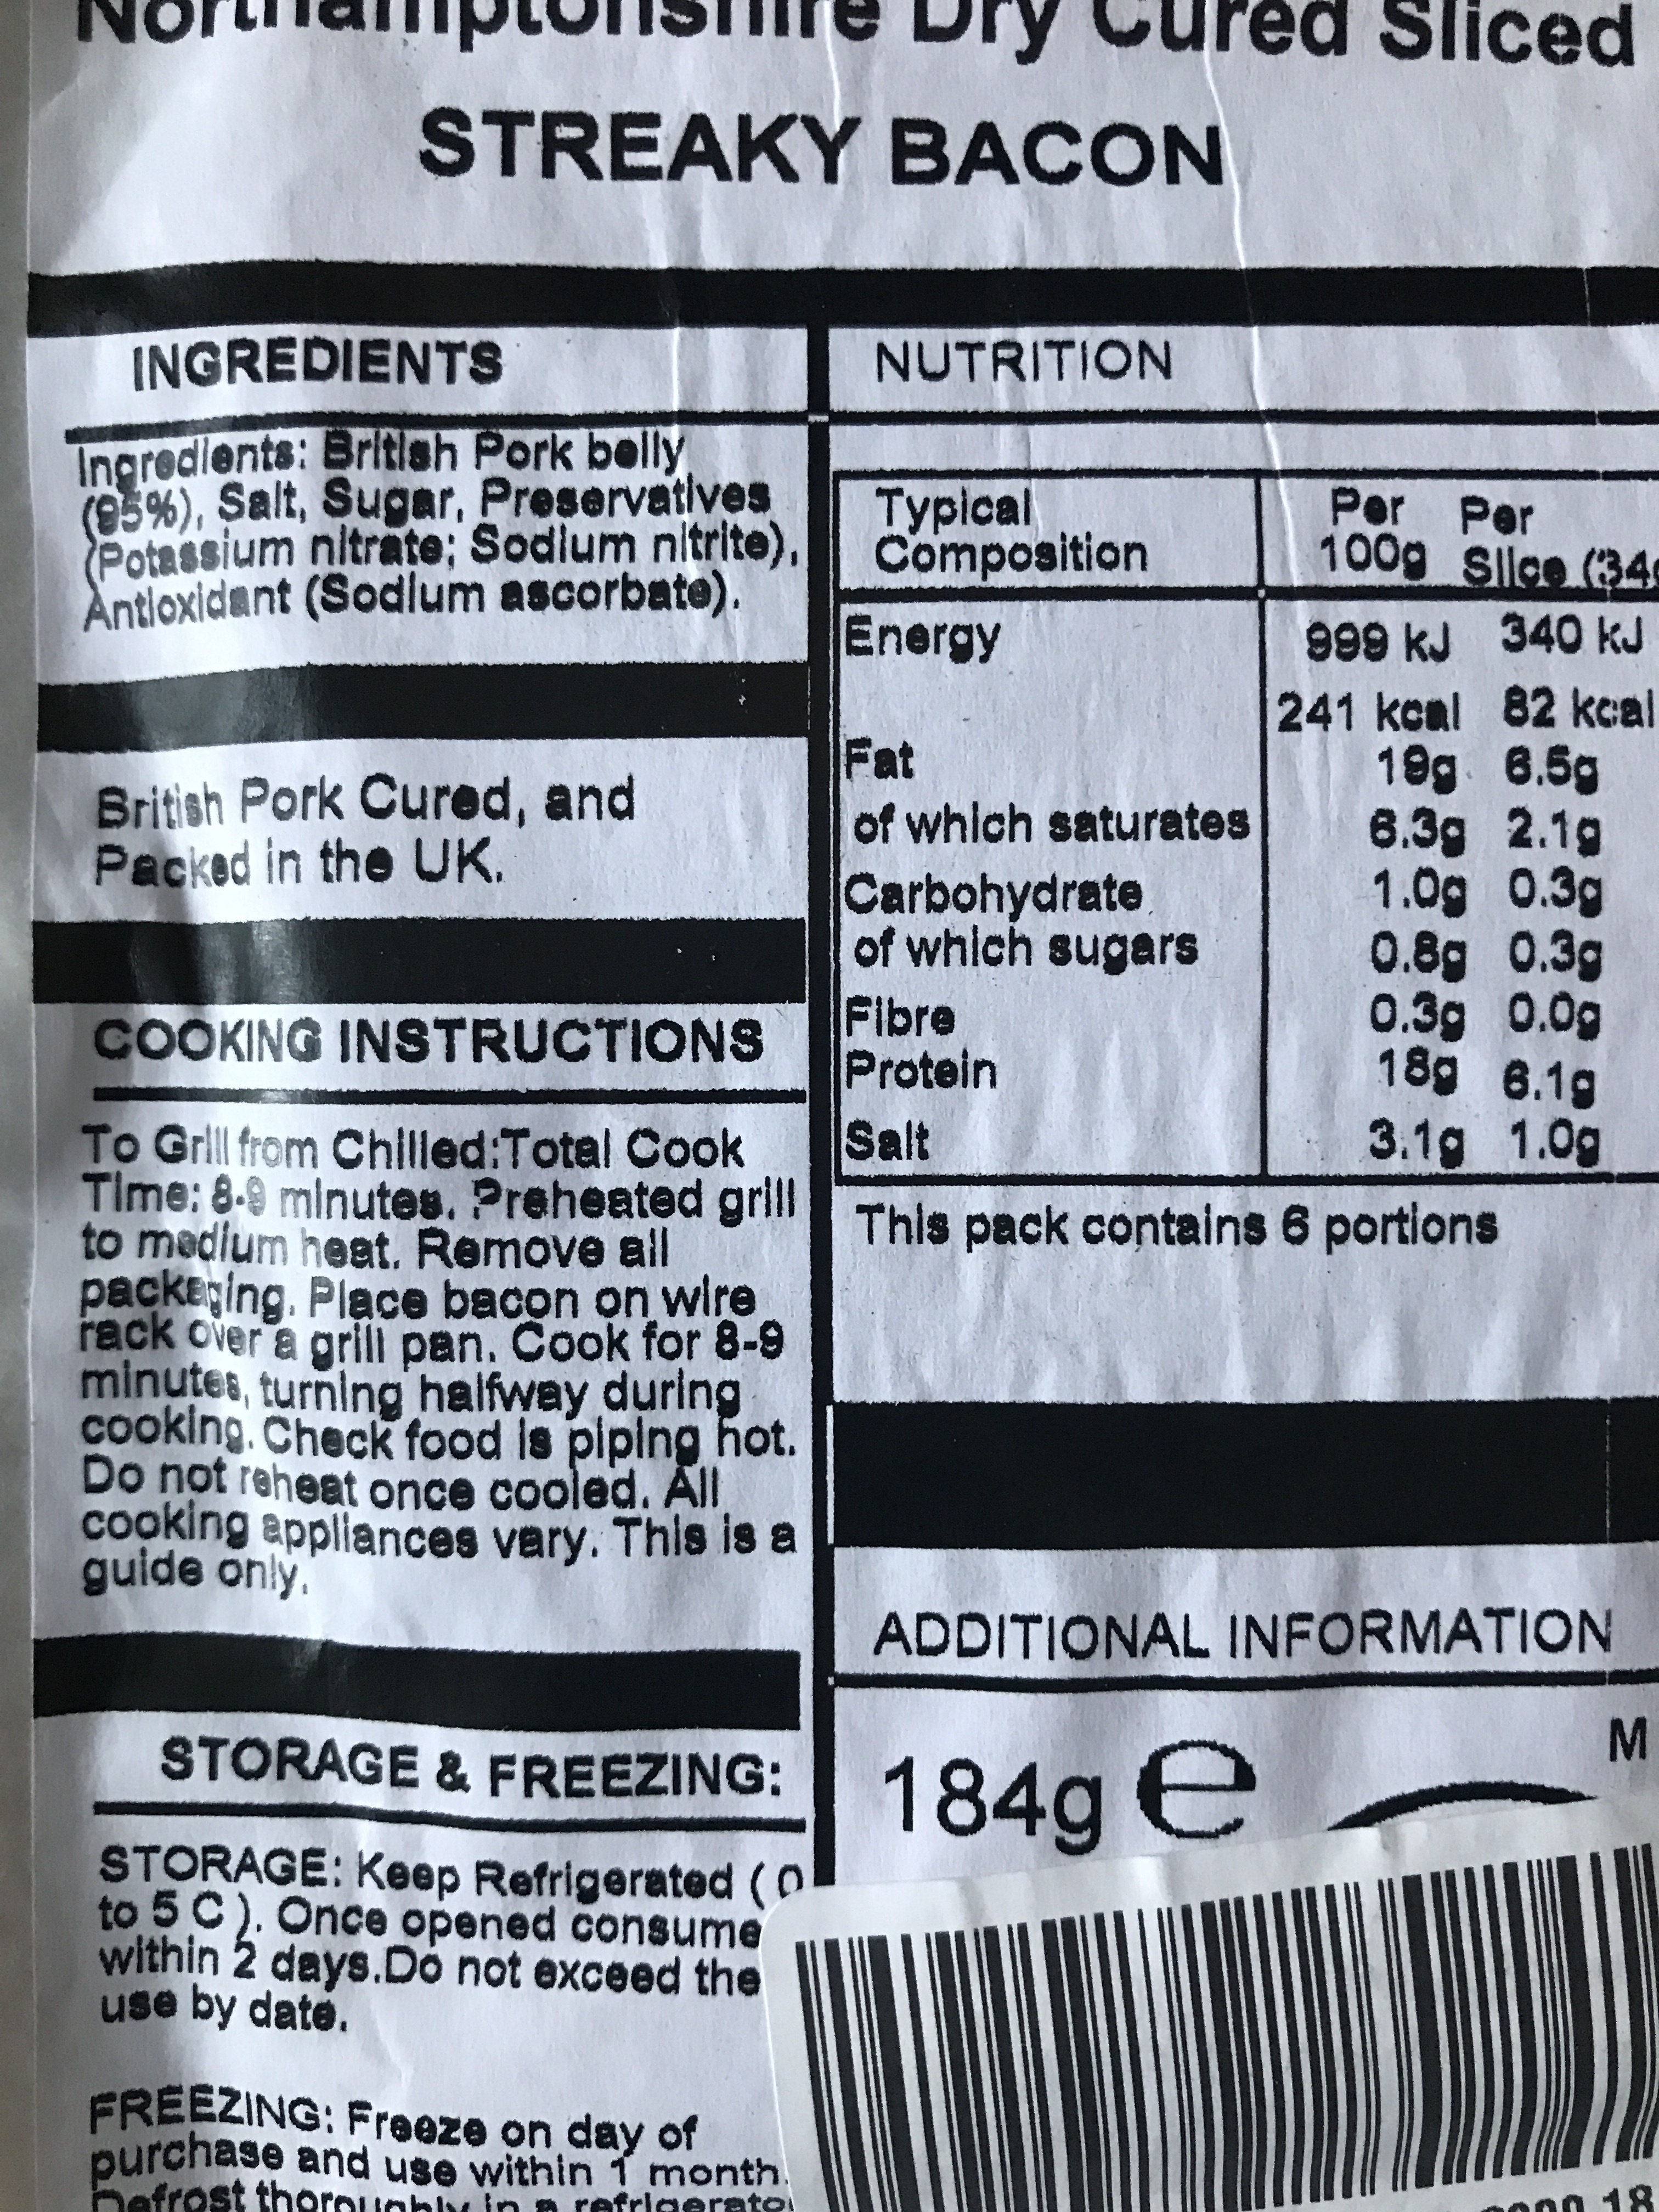 Northamptonshire Dry Cured Sliced
STREAKY BACON
INGREDIENTS
Ingredients: British Pork belly
(95%), Salt, Sugar, Preservatives
(Potassium nitrate; Sodium nitrite),
Antioxidant (Sodium ascorbate).
British Pork Cured, and
Packed in the UK.
COOKING INSTRUCTIONS
To Grill from Chilled:Total Cook
Time: 8-9 minutes. Preheated grill
to medium heat. Remove all
packaging. Place bacon on wire
rack over a grill pan. Cook for 8-9
minutes, turning halfway during
cooking. Check food is piping hot.
Do not reheat once cooled. All
cooking appliances vary. This is a
guide only.
STORAGE & FREEZING:
STORAGE: Keep Refrigerated ( 0
to 5 C ). Once opened consume
within 2 days.Do not exceed the
use by date.
FREEZING: Freeze on day of
purchase and use within 1 month.
Defrost thoroughly in a refrigerato
NUTRITION
Typical Composition Per 100g Per Slice (34g
Energy 999 kJ 340 kJ
241 kcal 82 kcal
Fat 19g 6.5g
of which saturates 6.3g 2.1g
Carbohydrate 1.0g 0.3g
of which sugars 0.8g 0.3g
Fibre 0.3g 0.0g
Protein 18g 6.1g
Salt 3.1g 1.0g
This pack contains 6 portions
ADDITIONAL INFORMATION
184g e
M